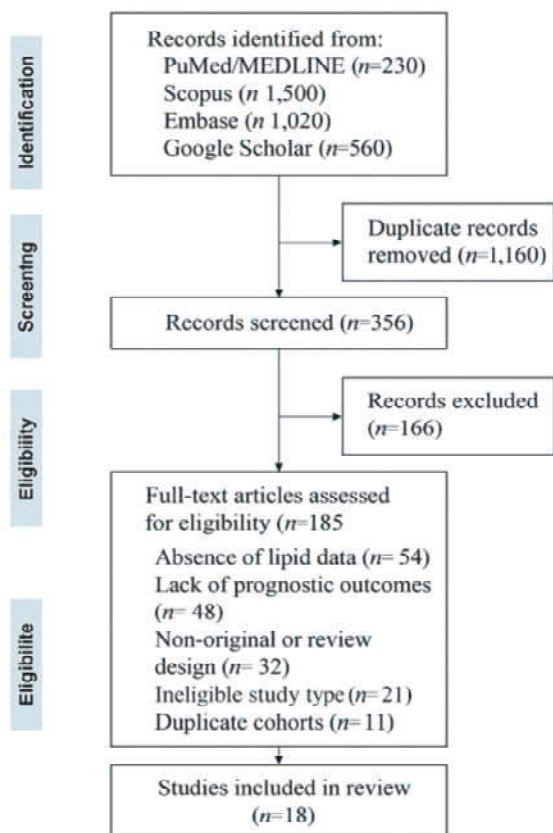 Identification
Records identified from:
PuMed/MEDLINE (n=230)
Scopus (n 1,500)
Embase (n 1,020)
Google Scholar (n=560)
Duplicate records
removed (n=1,160)
Screentng
Records screened (n=356)
Records excluded
(n=166)
Eligibility
Full-text articles assessed
for eligibility (n=185
Absence of lipid data (n= 54)
Lack of prognostic outcomes
(n= 48)
Non-original or review
design (n= 32)
Ineligible study type (n=21)
Duplicate cohorts (n=11)
Eligibilite
Studies included in review
(n=18)